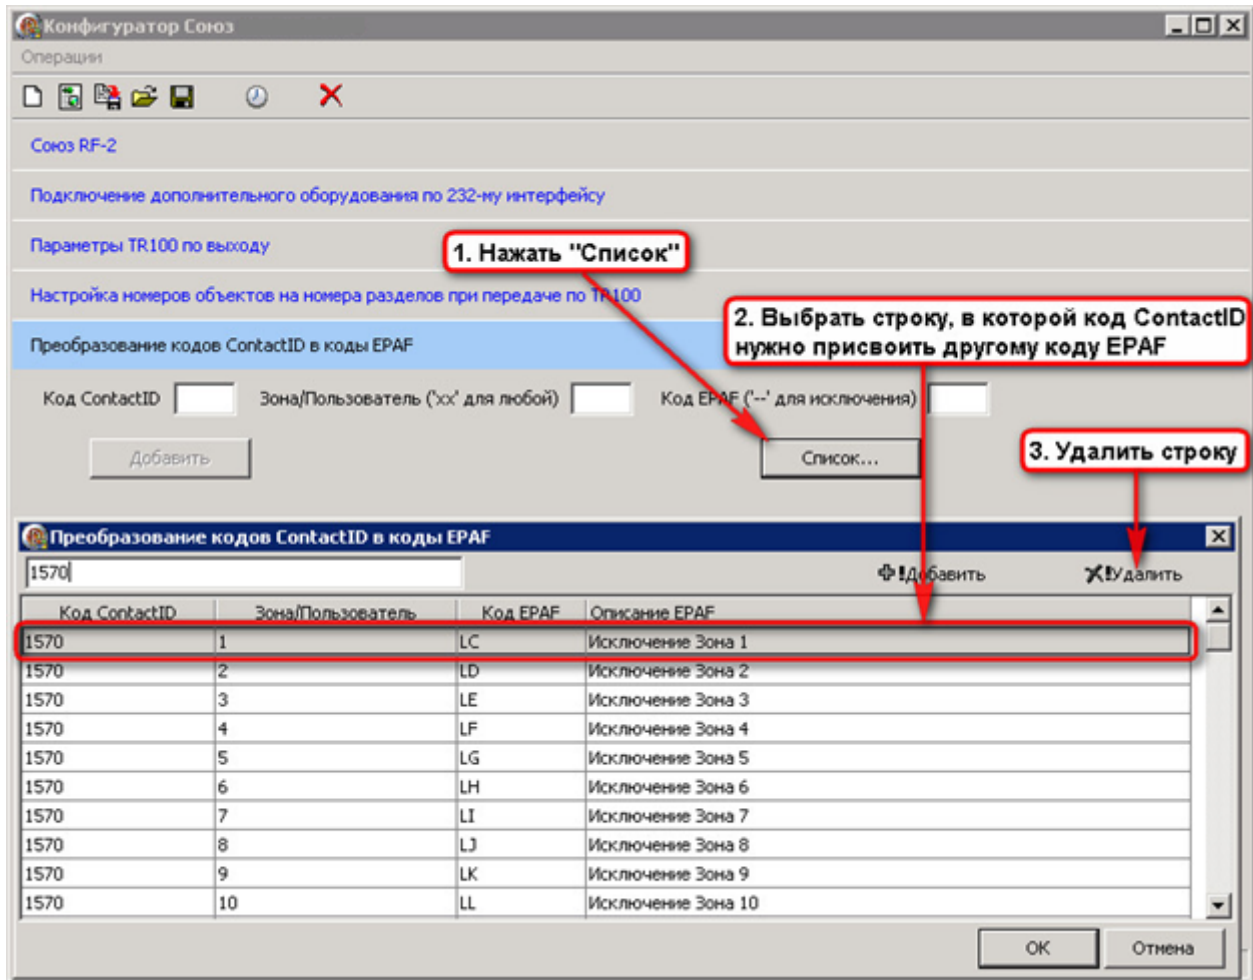 Конфигуратор Союз
Операции
Союз RF-2
Подключение дополнительного оборудования по 232-му интерфейсу
Параметры TR100 по выходу
1. Нажать "Список"
Настройка номеров объектов на номера разделов при передаче по TR100
2. Выбрать строку, в которой код ContactID
нужно присвоить другому коду EPAF
Преобразование кодов ContactID в коды EPAF
Код ContactID Зона/Пользователь ('xx' для любой) Код EPAF ('--' для исключения)
Добавить Список... 3. Удалить строку
Преобразование кодов ContactID в коды EPAF
1570 Добавить Удалить
Код ContactID Зона/Пользователь Код EPAF Описание EPAF
1570 1 LC Исключение Зона 1
1570 2 LD Исключение Зона 2
1570 3 LE Исключение Зона 3
1570 4 LF Исключение Зона 4
1570 5 LG Исключение Зона 5
1570 6 LH Исключение Зона 6
1570 7 LI Исключение Зона 7
1570 8 LJ Исключение Зона 8
1570 9 LK Исключение Зона 9
1570 10 LL Исключение Зона 10
OK Отмена